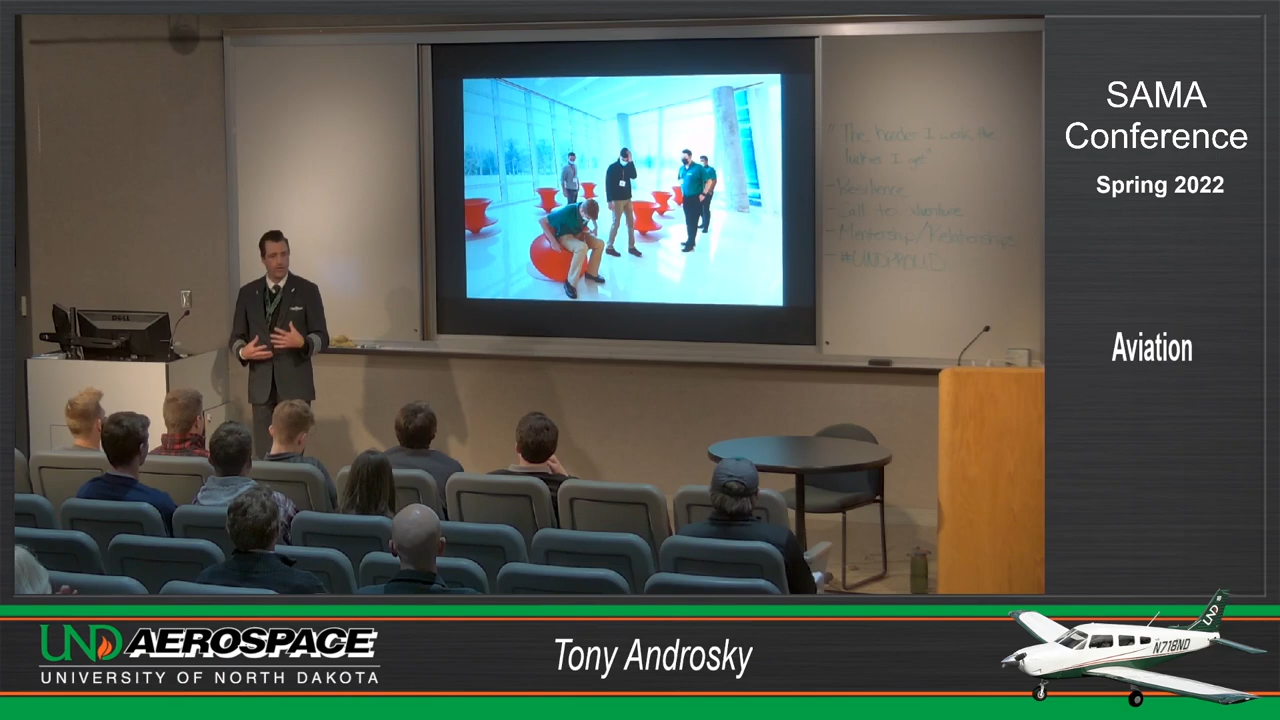 SAMA
Conference
Spring 2022
Aviation
DELL
"The harder I work, the
luckier I get"
- Resilience
- Call to adventure
- Mentorship/Relationships
- #UNDPROUD
UND AEROSPACE
UNIVERSITY OF NORTH DAKOTA
Tony Androsky
UND
N718ND